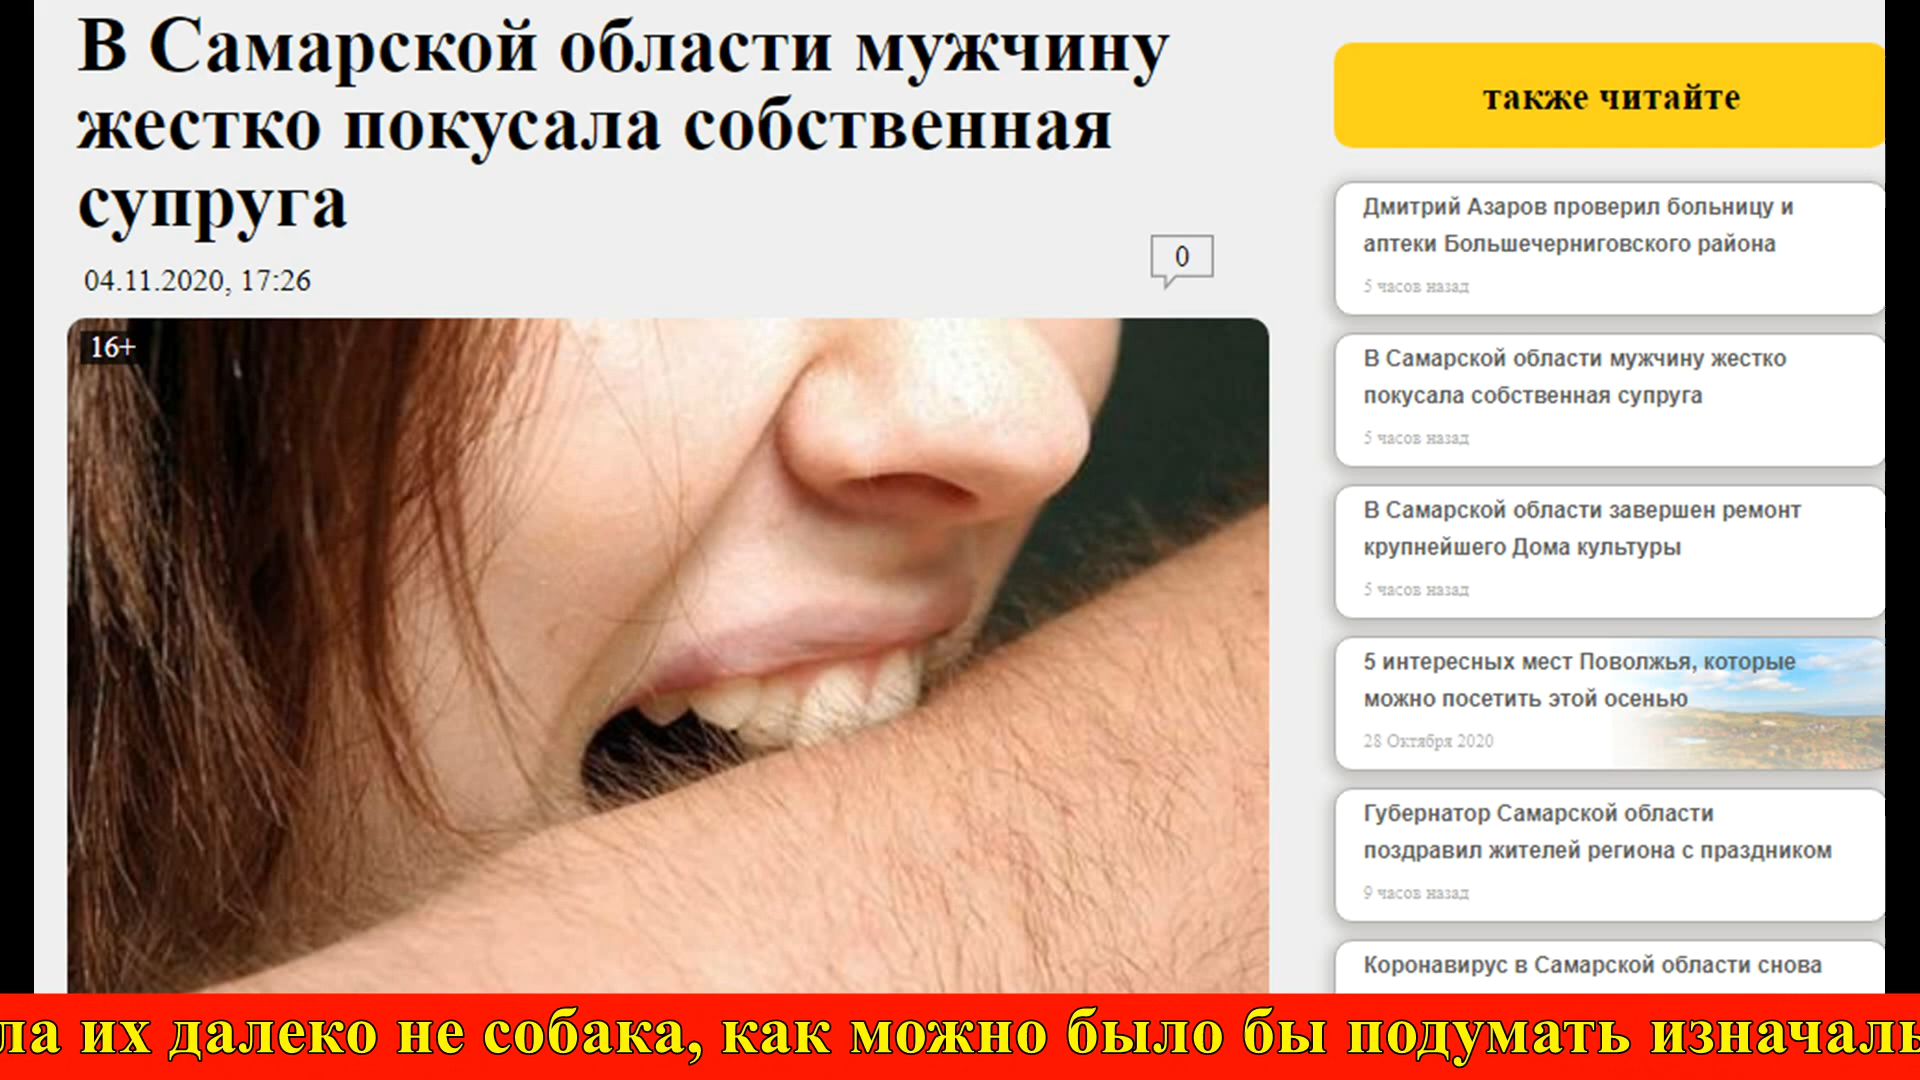 В Самарской области мужчину
жестко покусала собственная
супруга
04.11.2020, 17:26
0
16+
также читайте
Дмитрий Азаров проверил больницу и
аптеки Большечерниговского района
5 часов назад
В Самарской области мужчину жестко
покусала собственная супруга
5 часов назад
В Самарской области завершен ремонт
крупнейшего Дома культуры
5 часов назад
5 интересных мест Поволжья, которые
можно посетить этой осенью
28 Октября 2020
Губернатор Самарской области
поздравил жителей региона с праздником
9 часов назад
Коронавирус в Самарской области снова
ла их далеко не собака, как можно было бы подумать изначаль